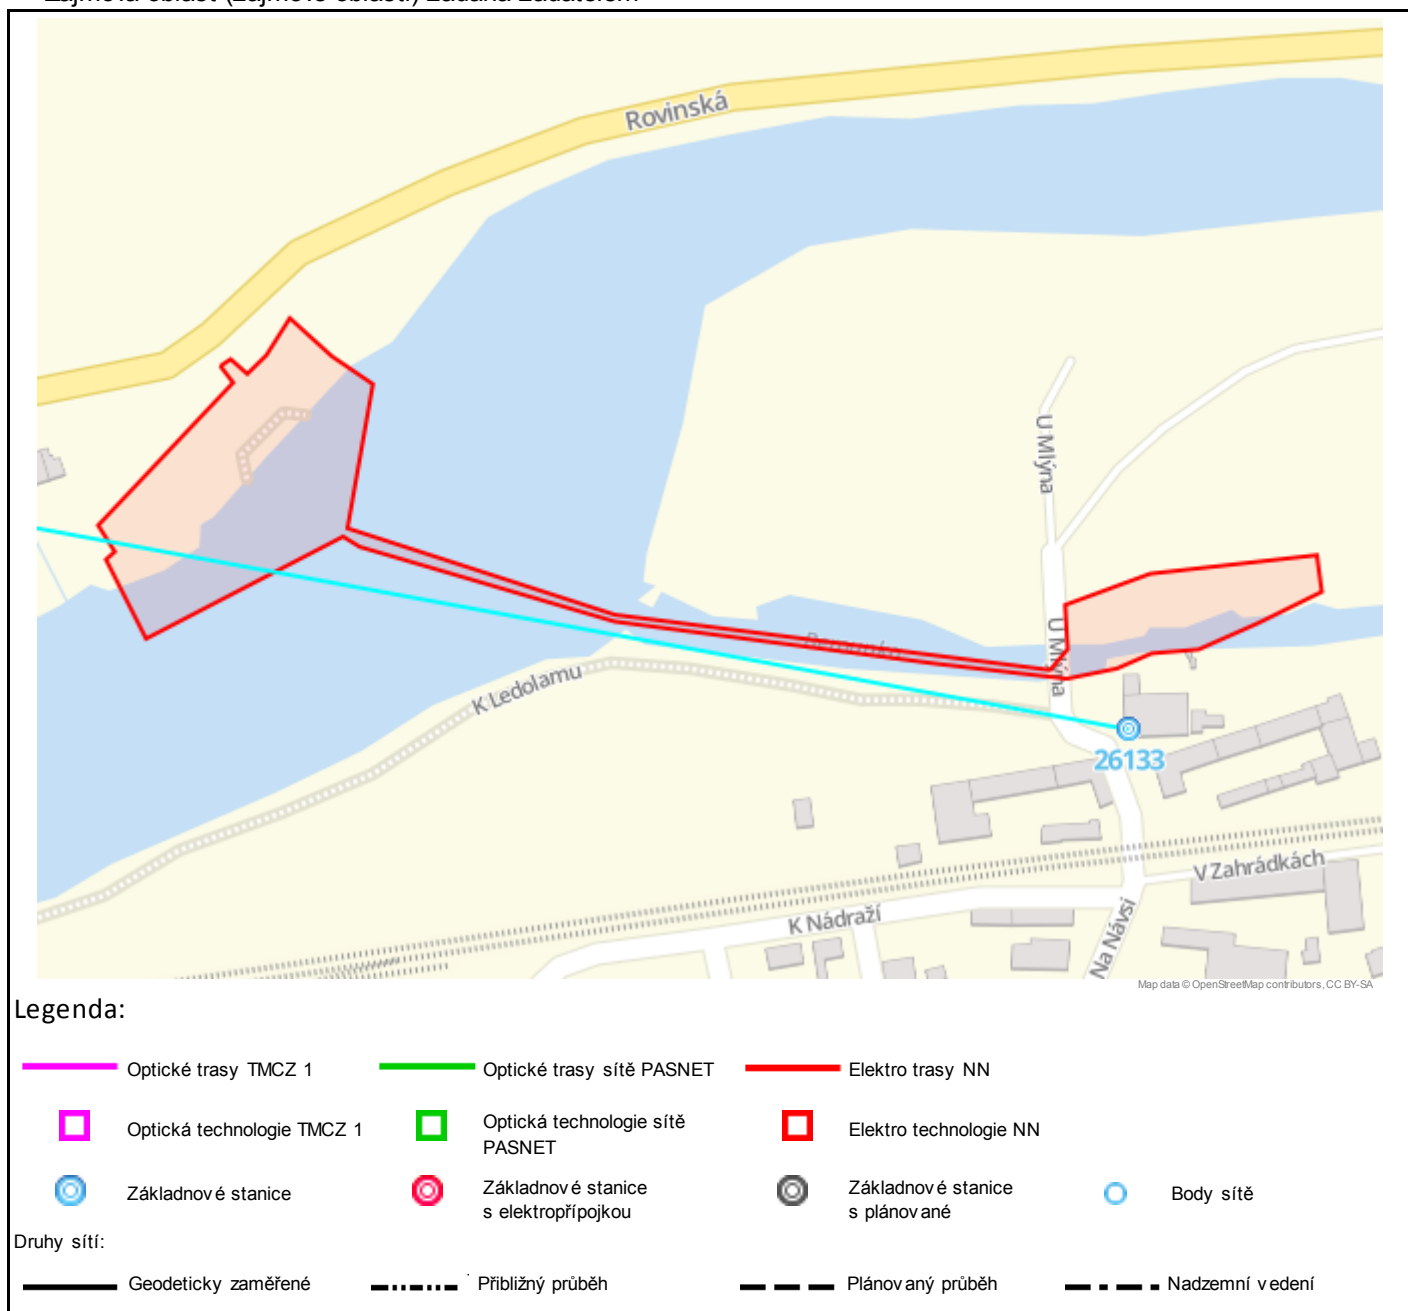 Rovinská
U Mlýna
U Mlýna
Berounka
K Ledolamu
26133
V Zahrádkách
K Nádraží
Na Návsi
Map data © OpenStreetMap contributors, CC BY-SA
Legenda:
Optické trasy TMCZ 1
Optické trasy sítě PASNET
Elektro trasy NN
Optická technologie TMCZ 1
Optická technologie sítě
PASNET
Elektro technologie NN
Základnové stanice
Základnové stanice
s elektropřípojkou
Základnové stanice
s plánované
Body sítě
Druhy sítí:
Geodeticky zaměřené
Přibližný průběh
Plánovaný průběh
Nadzemní vedení